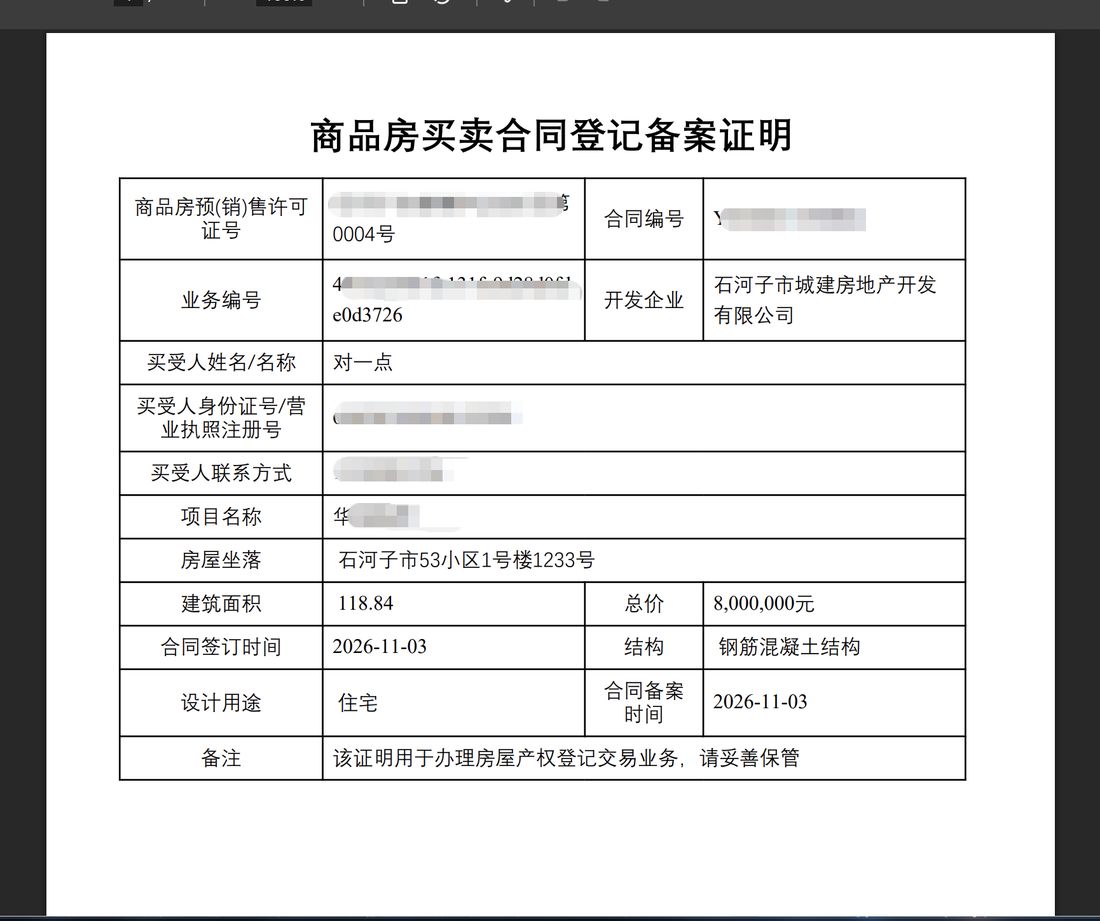 商品房买卖合同登记备案证明
商品房预(销)售许可
证号
0004号
合同编号
业务编号
e0d3726
开发企业
石河子市城建房地产开发
有限公司
买受人姓名/名称
对一点
买受人身份证号/营
业执照注册号
买受人联系方式
项目名称
华
房屋坐落
石河子市53小区1号楼1233号
建筑面积
118.84
总价
8,000,000元
合同签订时间
2026-11-03
结构
钢筋混凝土结构
设计用途
住宅
合同备案
时间
2026-11-03
备注
该证明用于办理房屋产权登记交易业务，请妥善保管